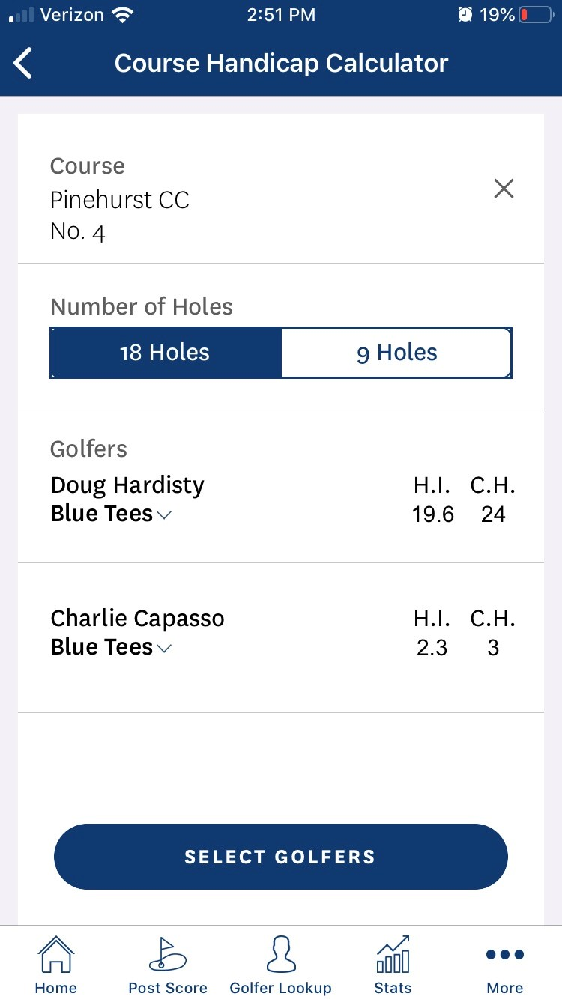 Verizon 2:51 PM 19%
Course Handicap Calculator
Course
Pinehurst CC
No. 4
Number of Holes
18 Holes 9 Holes
Golfers
Doug Hardisty H.I. C.H.
Blue Tees 19.6 24
Charlie Capasso H.I. C.H.
Blue Tees 2.3 3
SELECT GOLFERS
Home Post Score Golfer Lookup Stats More